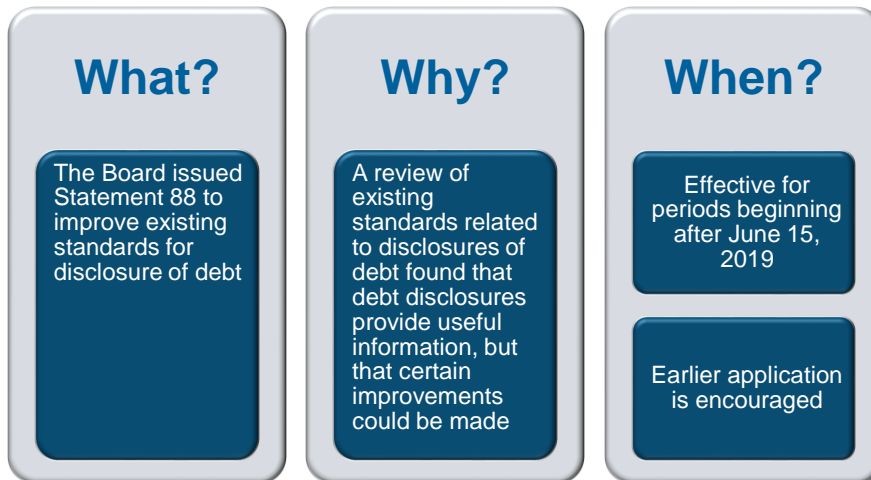 What?
The Board issued
Statement 88 to
improve existing
standards for
disclosure of debt
Why?
A review of
existing
standards related
to disclosures of
debt found that
debt disclosures
provide useful
information, but
that certain
improvements
could be made
When?
Effective for
periods beginning
after June 15,
2019
Earlier application
is encouraged